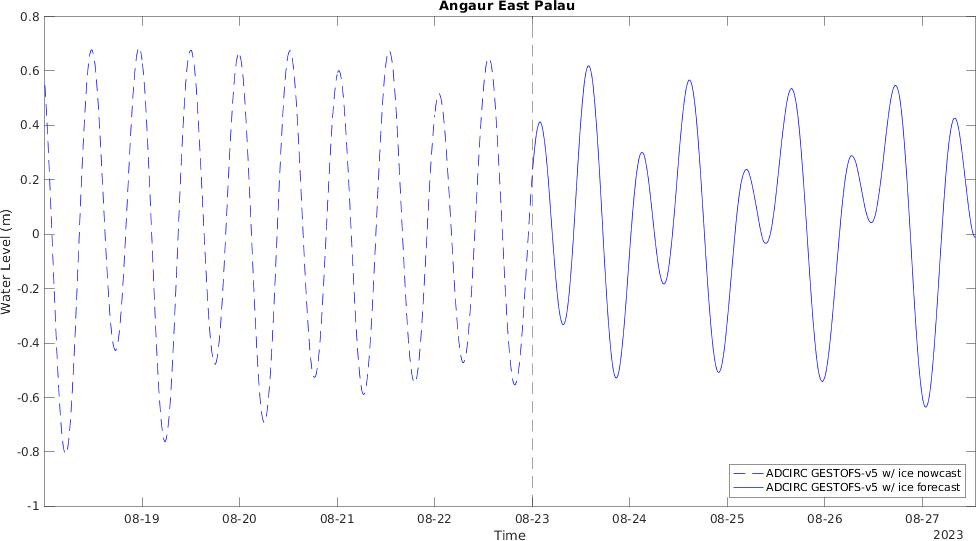 Angaur East Palau
0.8
0.6
0.4
0.2
0
-0.2
-0.4
-0.6
-0.8
-1
Water Level (m)
ADCIRC GESTOFS-v5 w/ ice nowcast
ADCIRC GESTOFS-v5 w/ ice forecast
08-19 08-20 08-21 08-22 08-23 08-24 08-25 08-26 08-27
Time
2023